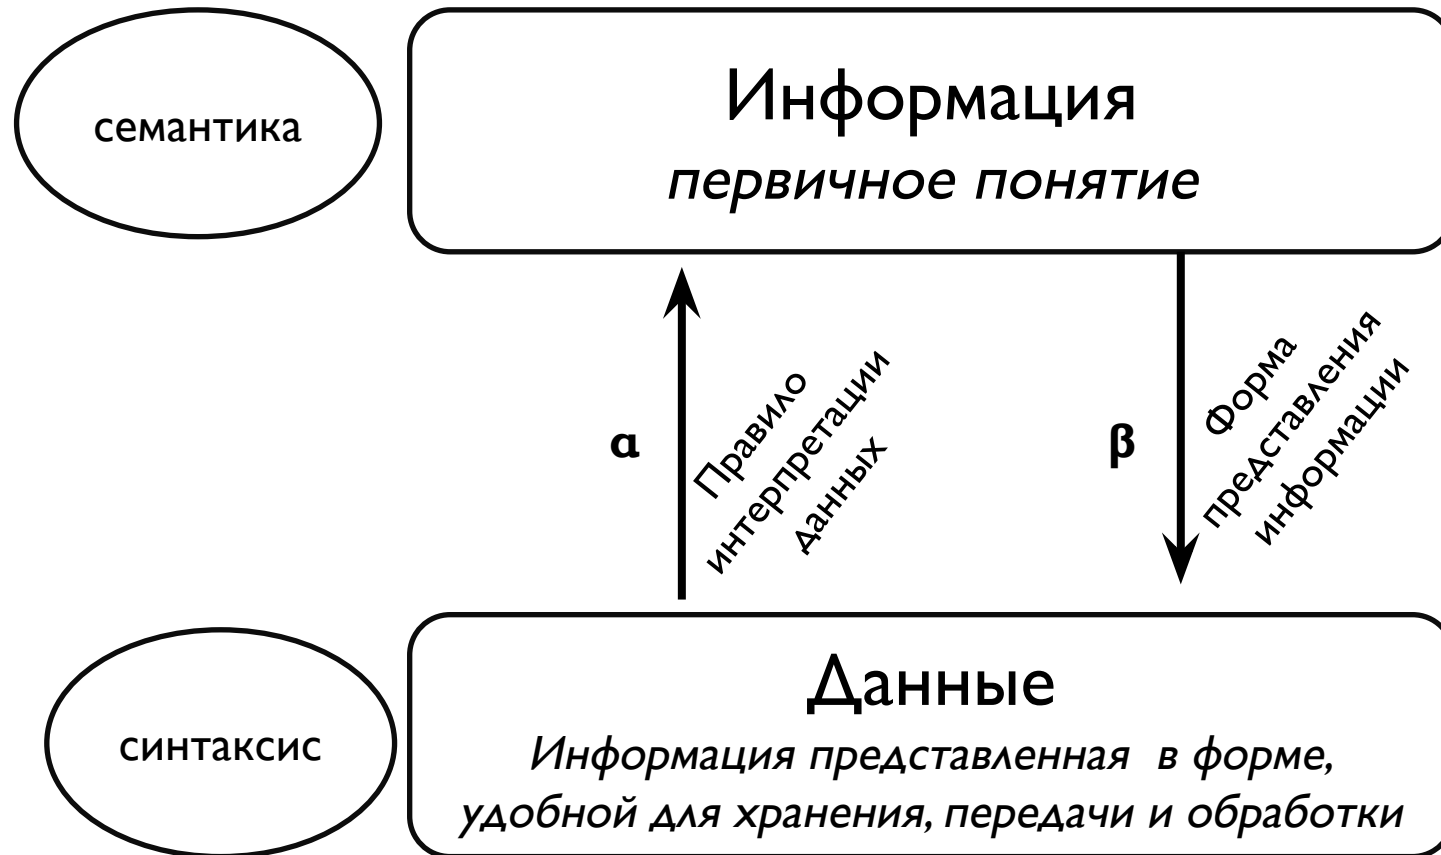 семантика
Информация
первичное понятие
α
Правило
интерпретации
данных
β
Форма
представления
информации
синтаксис
Данные
Информация представленная в форме,
удобной для хранения, передачи и обработки